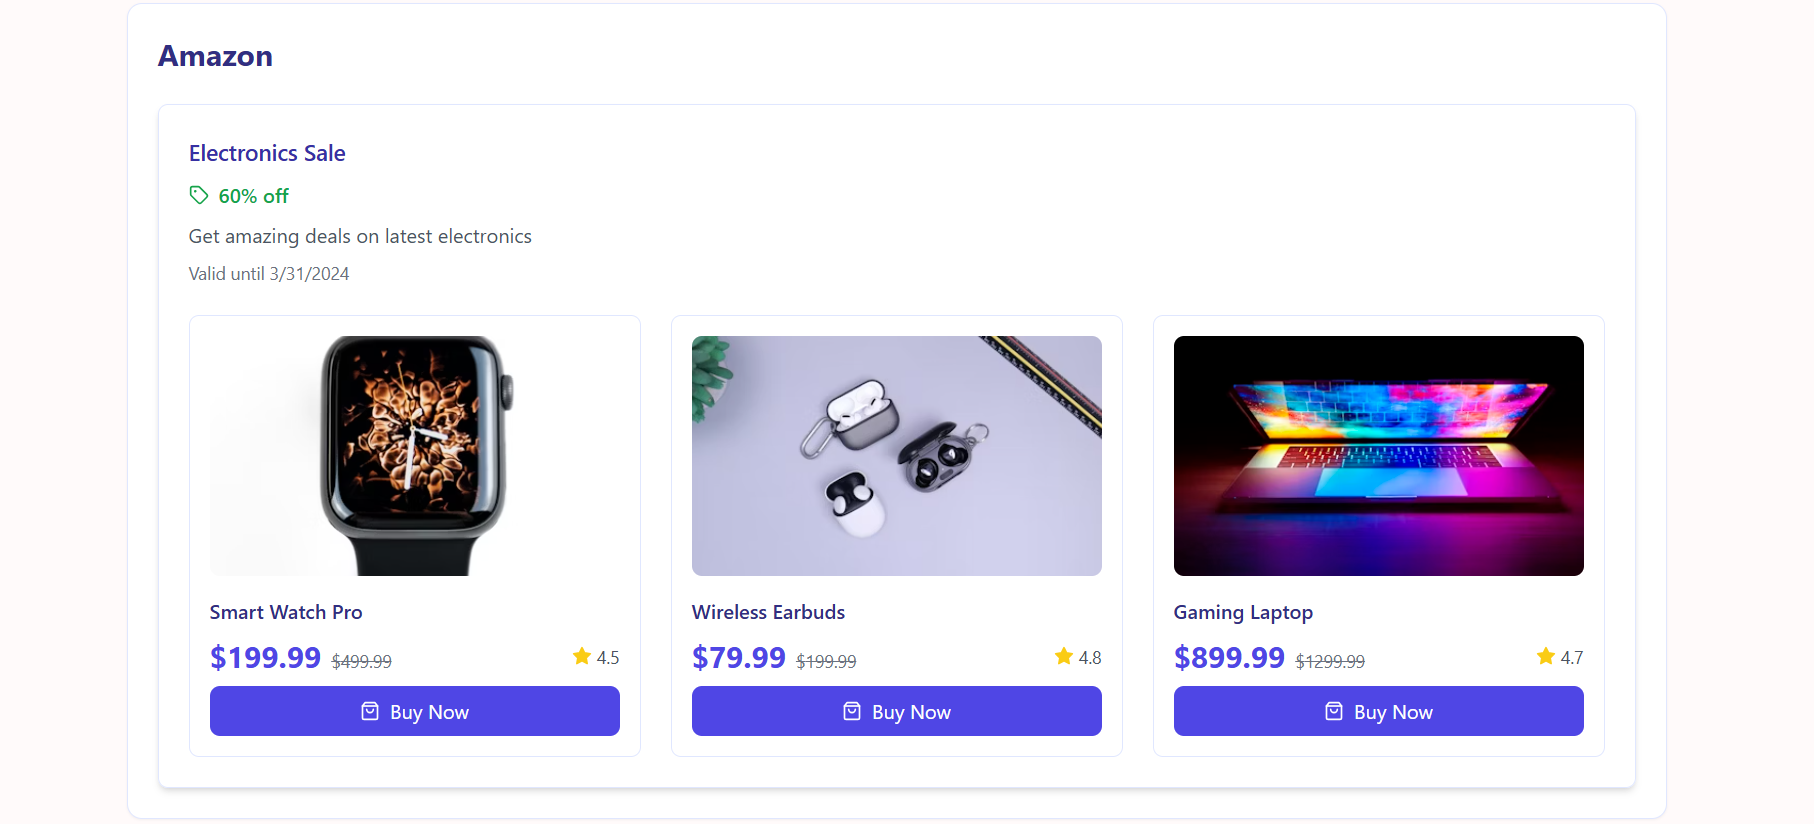 Amazon
Electronics Sale
60% off
Get amazing deals on latest electronics
Valid until 3/31/2024
Smart Watch Pro
$199.99 $499.99 4.5
Buy Now
Wireless Earbuds
$79.99 $199.99 4.8
Buy Now
Gaming Laptop
$899.99 $1299.99 4.7
Buy Now